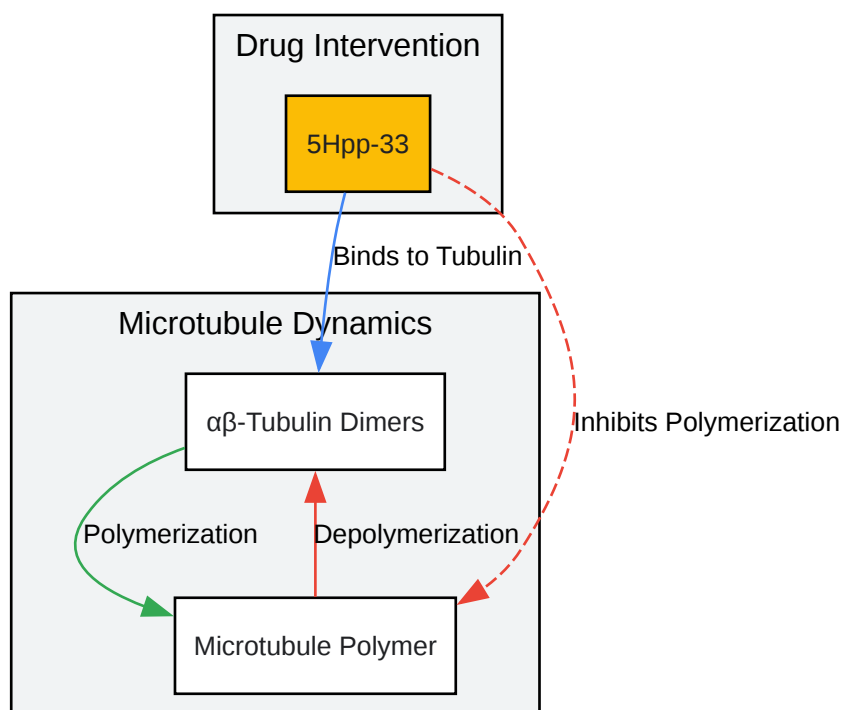 Drug Intervention
5Hpp-33
Binds to Tubulin
Microtubule Dynamics
αβ-Tubulin Dimers
Inhibits Polymerization
Polymerization
Depolymerization
Microtubule Polymer